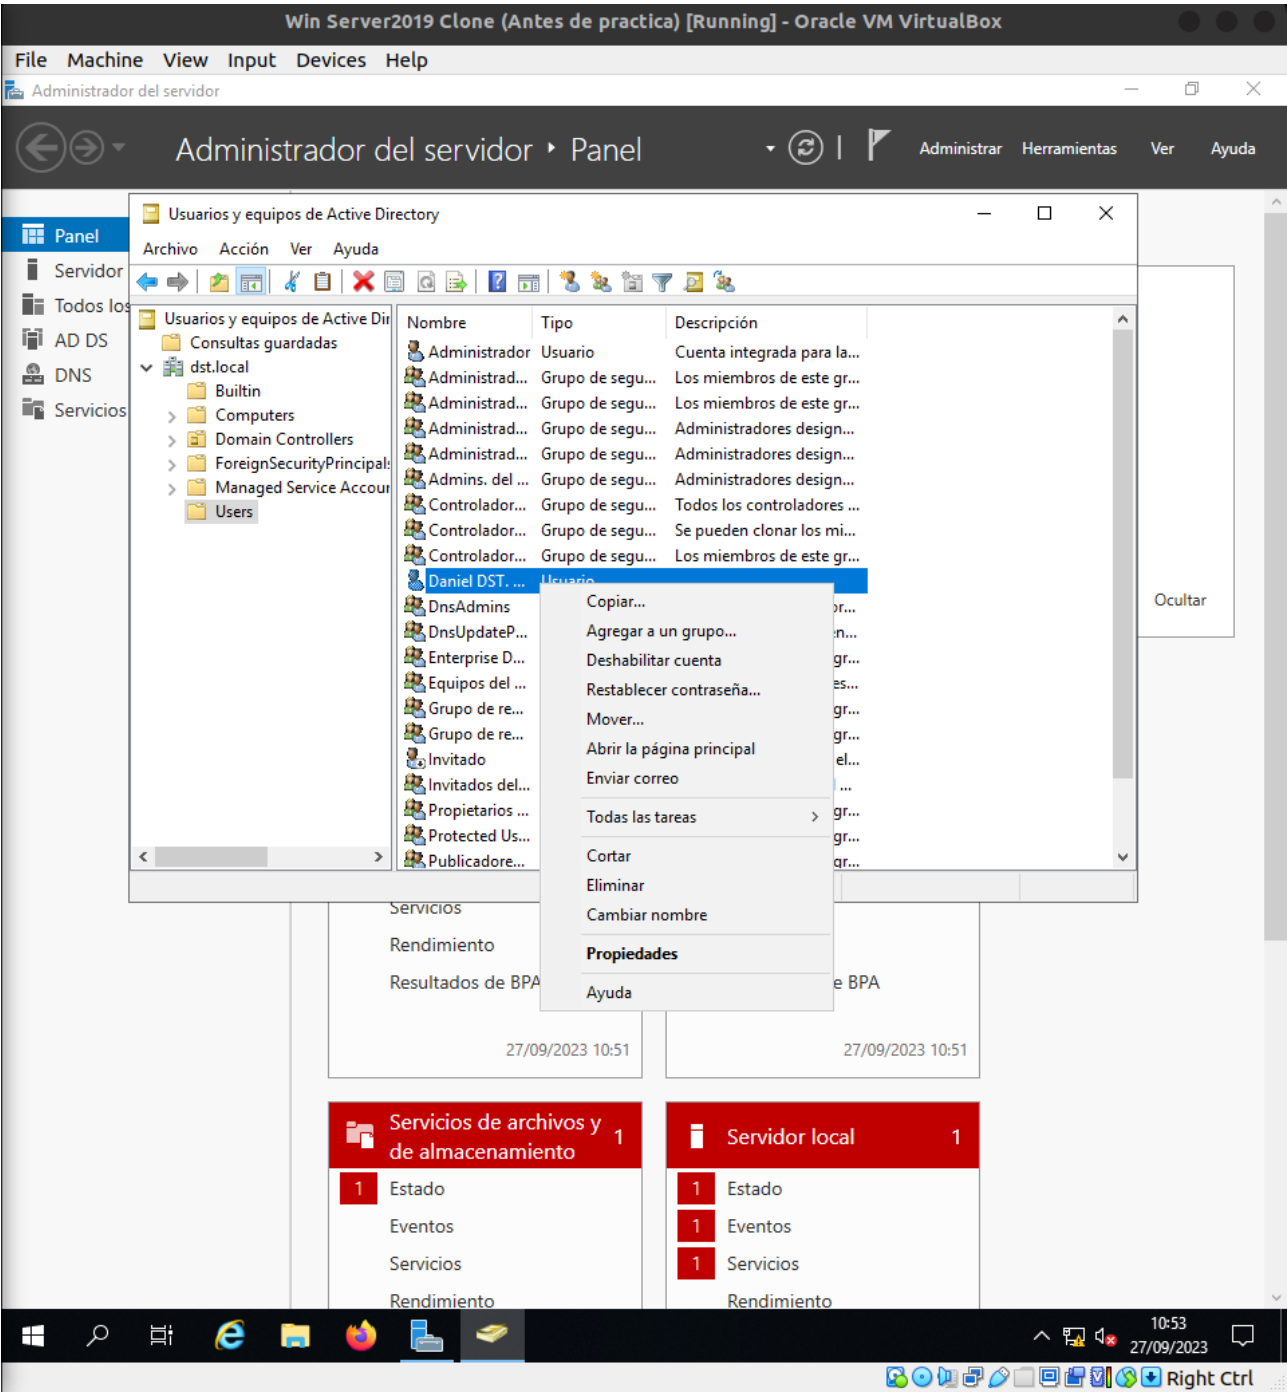 Win Server2019 Clone (Antes de practica) [Running] - Oracle VM VirtualBox
File Machine View Input Devices Help
Administrador del servidor
Administrador del servidor Panel
Administrar Herramientas Ver Ayuda
Panel
Servidor
Todos los
AD DS
DNS
Servicios
Usuarios y equipos de Active Directory
Archivo Acción Ver Ayuda
Usuarios y equipos de Active Dir
Consultas guardadas
dst.local
Builtin
Computers
Domain Controllers
ForeignSecurityPrincipal
Managed Service Accour
Users
Nombre Tipo Descripción
Administrador Usuario Cuenta integrada para la...
Administrad... Grupo de segu... Los miembros de este gr...
Administrad... Grupo de segu... Los miembros de este gr...
Administrad... Grupo de segu... Administradores design...
Administrad... Grupo de segu... Administradores design...
Admins. del ... Grupo de segu... Administradores design...
Controlador... Grupo de segu... Todos los controladores ...
Controlador... Grupo de segu... Se pueden clonar los mi...
Controlador... Grupo de segu... Los miembros de este gr...
Daniel DST. ... Usuario
DnsAdmins or...
DnsUpdateP... en...
Enterprise D... gr...
Equipos del ... es...
Grupo de re... gr...
Grupo de re... gr...
Invitado el...
Invitados del... ...
Propietarios ... gr...
Protected Us... gr...
Publicadore... gr...
Copiar...
Agregar a un grupo...
Deshabilitar cuenta
Restablecer contraseña...
Mover...
Abrir la página principal
Enviar correo
Todas las tareas
Cortar
Eliminar
Cambiar nombre
Propiedades
Ayuda
Ocultar
Servicios
Rendimiento
Resultados de BPA
e BPA
27/09/2023 10:51
27/09/2023 10:51
Servicios de archivos y
de almacenamiento
1
1 Estado
Eventos
Servicios
Rendimiento
Servidor local 1
1 Estado
1 Eventos
1 Servicios
Rendimiento
10:53
27/09/2023
Right Ctrl